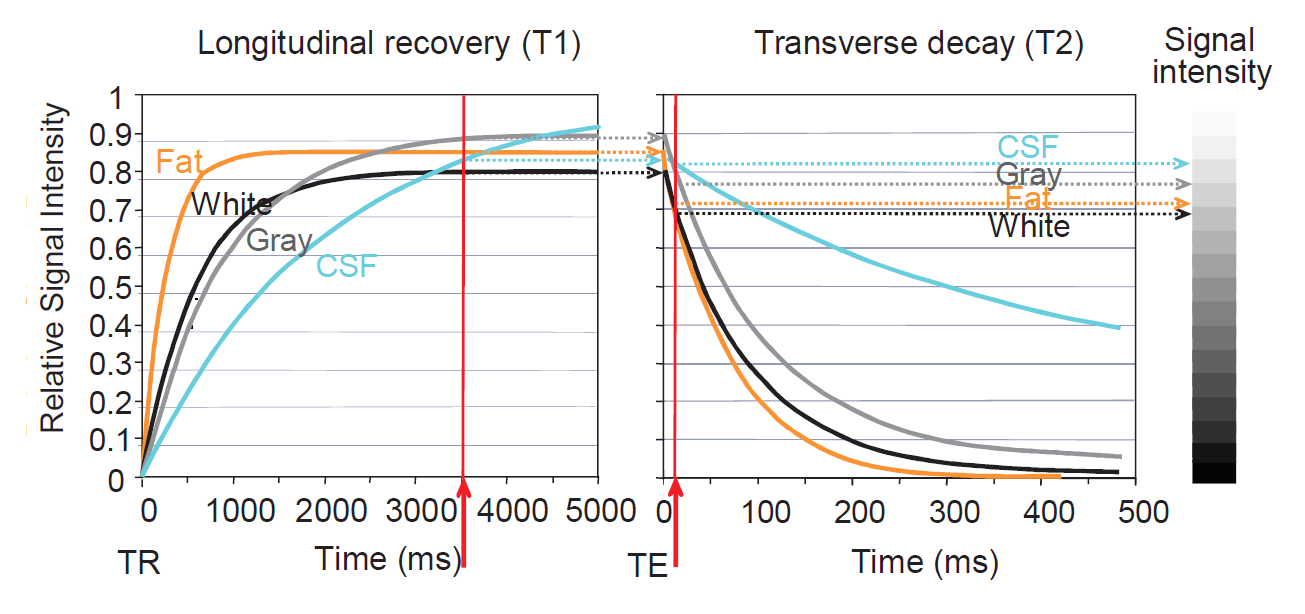 Longitudinal recovery (T1)
Transverse decay (T2)
Signal
intensity
Relative Signal Intensity
1
0.9
0.8
0.7
0.6
0.5
0.4
0.3
0.2
0.1
0
Fat
White
Gray
CSF
0 1000 2000 3000 4000 5000
TR
Time (ms)
CSF
Gray
Fat
White
0 100 200 300 400 500
TE
Time (ms)